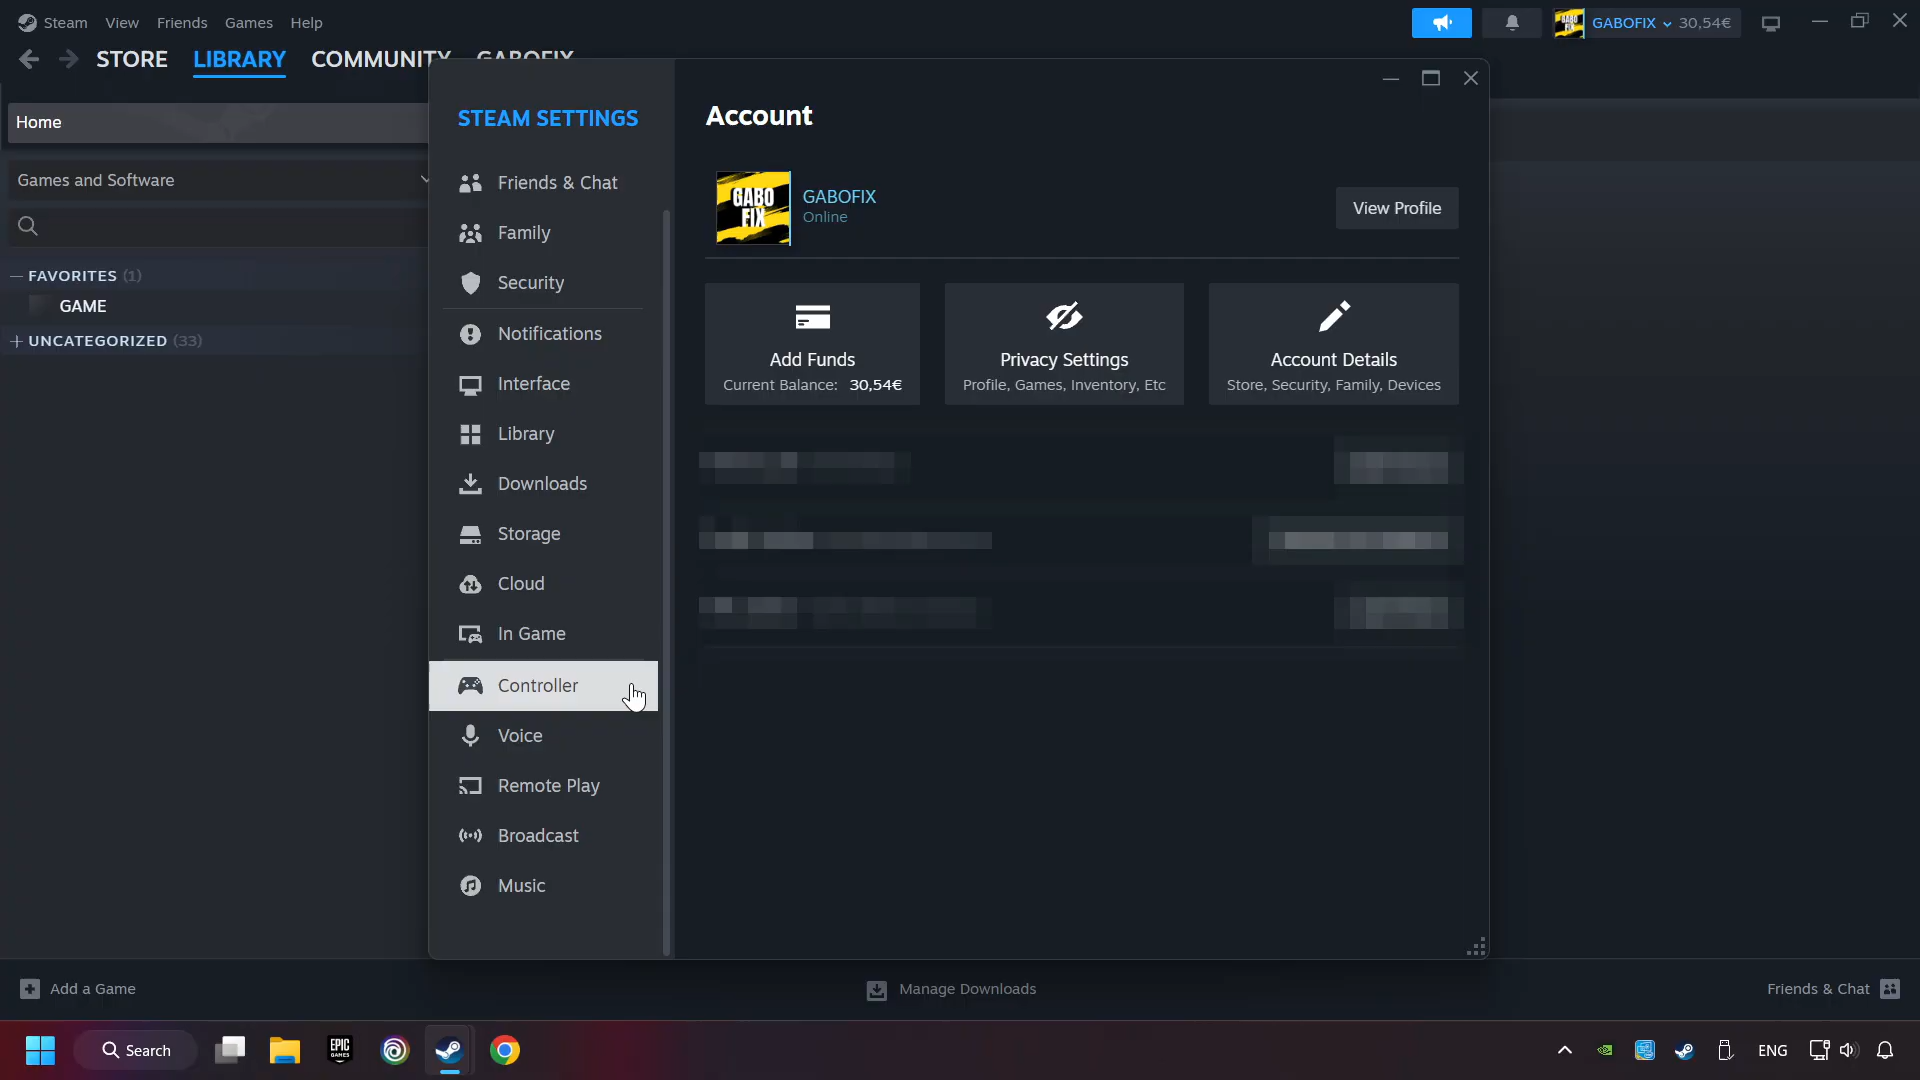 Steam View Friends Games Help
GABOFIX 30,54€
STORE LIBRARY COMMUNITY GABOFIX
Home
Games and Software
FAVORITES (1)
GAME
UNCATEGORIZED (33)
STEAM SETTINGS
Friends & Chat
Family
Security
Notifications
Interface
Library
Downloads
Storage
Cloud
In Game
Controller
Voice
Remote Play
Broadcast
Music
Account
GABO
FIX
GABOFIX
Online
View Profile
Add Funds
Current Balance: 30,54€
Privacy Settings
Profile, Games, Inventory, Etc
Account Details
Store, Security, Family, Devices
Add a Game
Manage Downloads
Friends & Chat
Search
EPIC
GAMES
ENG